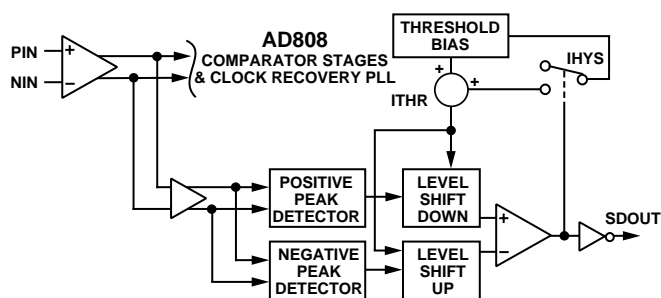 PIN
NIN
AD808
COMPARATOR STAGES
& CLOCK RECOVERY PLL
THRESHOLD
BIAS
IHYS
ITHR
+
−
+
+
POSITIVE
PEAK
DETECTOR
LEVEL
SHIFT
DOWN
NEGATIVE
PEAK
DETECTOR
LEVEL
SHIFT
UP
+
−
SDOUT